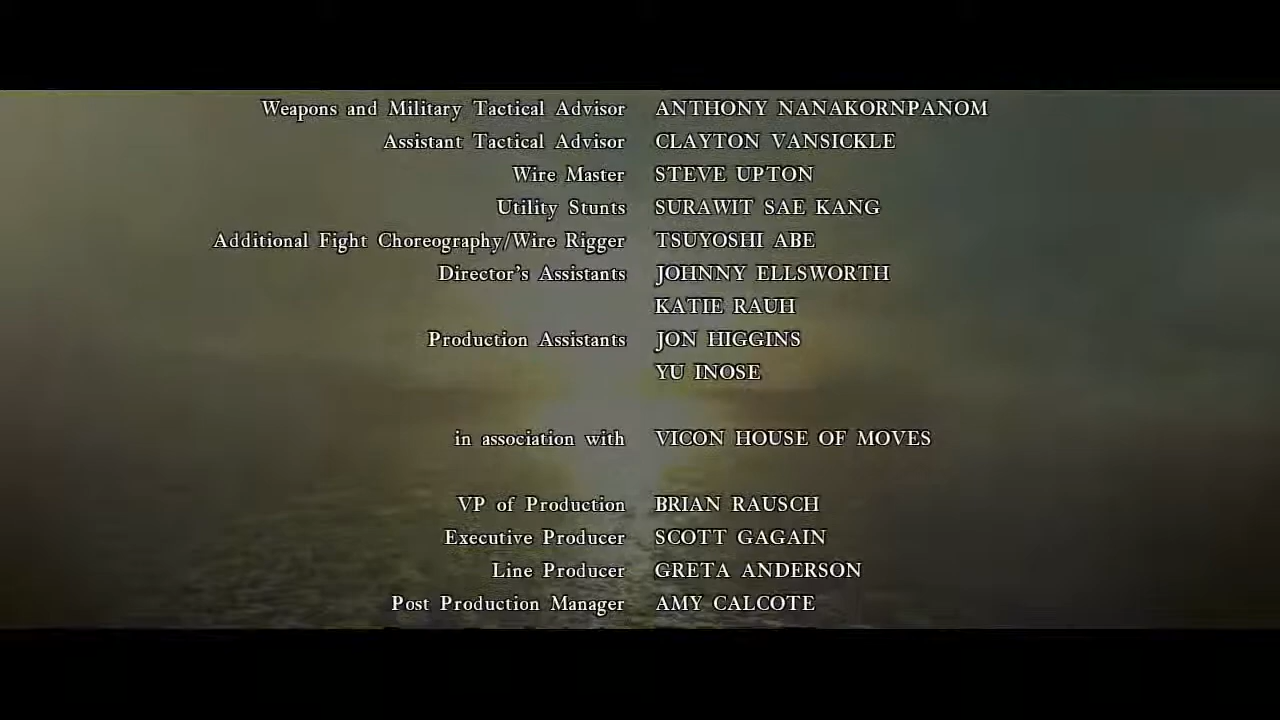 Weapons and Military Tactical Advisor ANTHONY NANAKORNPANOM
Assistant Tactical Advisor CLAYTON VANSICKLE
Wire Master STEVE UPTON
Utility Stunts SURAWIT SAE KANG
Additional Fight Choreography/Wire Rigger TSUYOSHI ABE
Director's Assistants JOHNNY ELLSWORTH
KATIE RAUH
Production Assistants JON HIGGINS
YU INOSE
in association with VICON HOUSE OF MOVES
VP of Production BRIAN RAUSCH
Executive Producer SCOTT GAGAIN
Line Producer GRETA ANDERSON
Post Production Manager AMY CALCOTE